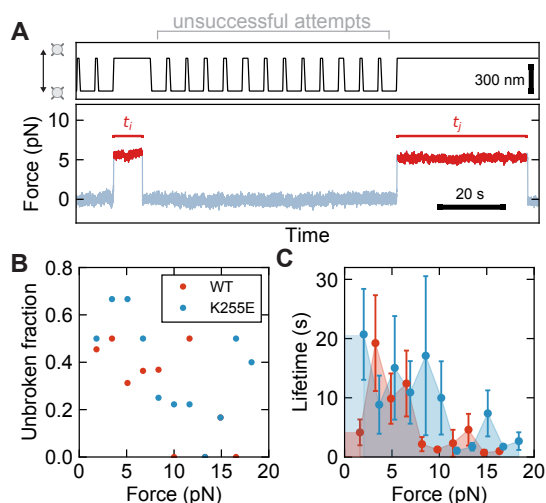 unsuccessful attempts
A
300 nm
Force (pN)
10
5
0
t_i
t_j
20 s
Time
B
Unbroken fraction
0.8
0.6
0.4
0.2
0.0
WT
K255E
0 5 10 15 20
Force (pN)
C
Lifetime (s)
30
20
10
0
0 5 10 15 20
Force (pN)